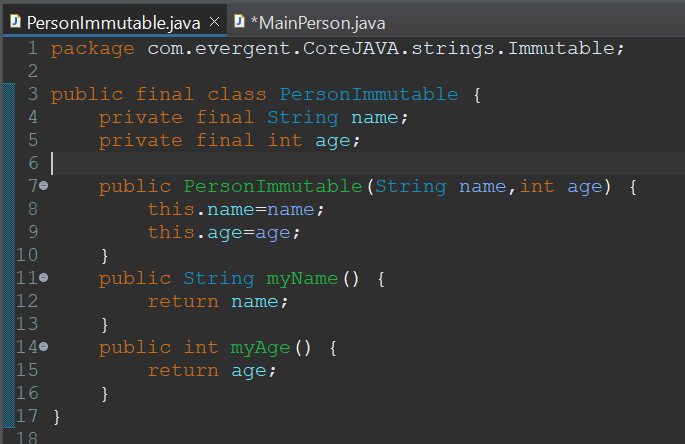 PersonImmutable.java
*MainPerson.java
1 package com.evergent.CoreJAVA.strings.Immutable;
2
3 public final class PersonImmutable {
4     private final String name;
5     private final int age;
6
7     public PersonImmutable(String name,int age) {
8         this.name=name;
9         this.age=age;
10     }
11     public String myName() {
12         return name;
13     }
14     public int myAge() {
15         return age;
16     }
17 }
18